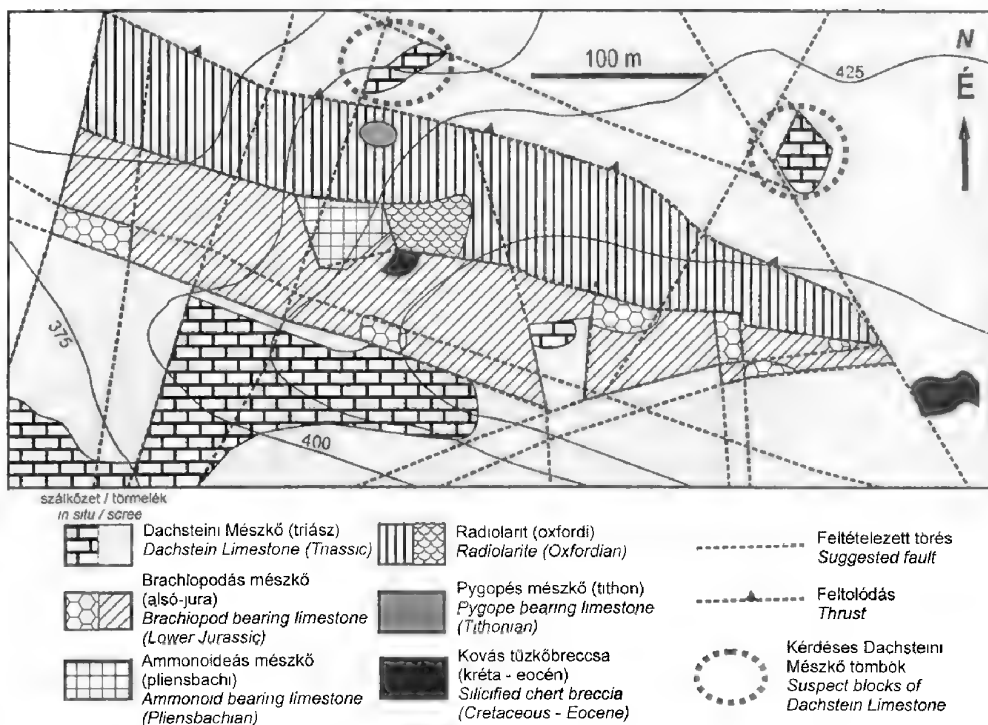 100 m
425
N
É
375
400
szálkőzet / törmelék
in situ / scree
Dachsteini Mészkő (triász)
Dachstein Limestone (Triassic)
Brachiopodás mészkő
(alsó-jura)
Brachiopod bearing limestone
(Lower Jurassic)
Ammonoideás mészkő
(pliensbachi)
Ammonoid bearing limestone
(Pliensbachian)
Radiolarit (oxfordi)
Radiolarite (Oxfordian)
Pygopés mészkő (tithon)
Pygope bearing limestone
(Tithonian)
Kovás tűzkőbreccsa
(kréta - eocén)
Silicified chert breccia
(Cretaceous - Eocene)
Feltételezett törés
Suggested fault
Feltolódás
Thrust
Kérdéses Dachsteini
Mészkő tömbök
Suspect blocks of
Dachstein Limestone